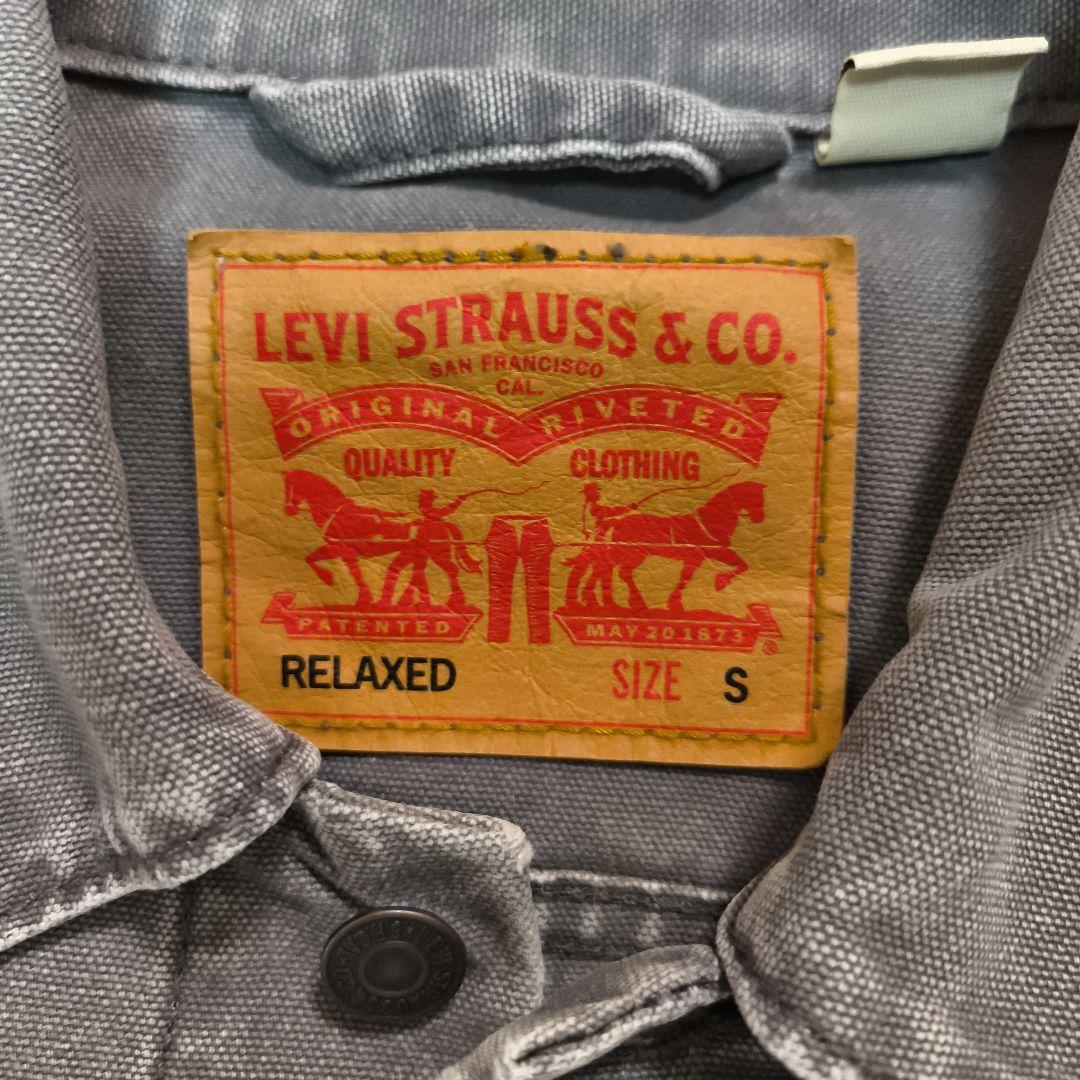 LEVI STRAUSS & CO.
SAN FRANCISCO
CAL.
ORIGINAL RIVETED
QUALITY CLOTHING
PATENTED MAY 20 1873
®
RELAXED SIZE S